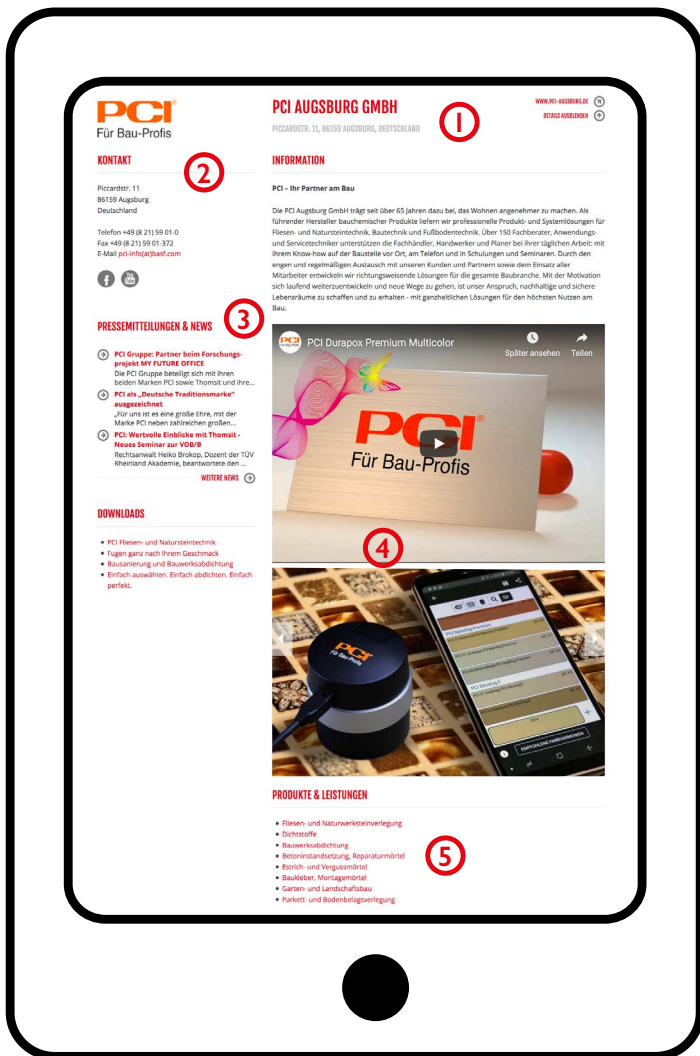 PCI®
Für Bau-Profis
PCI AUGSBURG GMBH
PICCARDSTR. 11, 86159 AUGSBURG, DEUTSCHLAND
1
WWW.PCI-AUGSBURG.DE
DETAILS AUSBLENDEN
KONTAKT
2
Piccardstr. 11
86159 Augsburg
Deutschland
Telefon +49 (8 21) 59 01-0
Fax +49 (8 21) 59 01-372
E-Mail pci-info(at)basf.com
f
You Tube
PRESSEMITTEILUNGEN & NEWS
3
PCI Gruppe: Partner beim Forschungs-
projekt MY FUTURE OFFICE
Die PCI Gruppe beteiligt sich mit ihren
beiden Marken PCI sowie Thomsit und ihre...
PCI als „Deutsche Traditionsmarke"
ausgezeichnet
„Für uns ist es eine große Ehre, mit der
Marke PCI neben zahlreichen großen...
PCI: Wertvolle Einblicke mit Thomsit -
Neues Seminar zur VOB/B
Rechtsanwalt Heiko Brokop, Dozent der TÜV
Rheinland Akademie, beantwortete den ...
WEITERE NEWS
DOWNLOADS
• PCI Fliesen- und Natursteintechnik
• Fugen ganz nach Ihrem Geschmack
• Bausanierung und Bauwerksabdichtung
• Einfach auswählen. Einfach abdichten. Einfach
perfekt.
INFORMATION
PCI – Ihr Partner am Bau
Die PCI Augsburg GmbH trägt seit über 65 Jahren dazu bei, das Wohnen angenehmer zu machen. Als
führender Hersteller bauchemischer Produkte liefern wir professionelle Produkt- und Systemlösungen für
Fliesen- und Natursteintechnik, Bautechnik und Fußbodentechnik. Über 150 Fachberater, Anwendungs-
und Servicetechniker unterstützen die Fachhändler, Handwerker und Planer bei ihrer täglichen Arbeit: mit
ihrem Know-how auf der Baustelle vor Ort, am Telefon und in Schulungen und Seminaren. Durch den
engen und regelmäßigen Austausch mit unseren Kunden und Partnern sowie dem Einsatz aller
Mitarbeiter entwickeln wir richtungsweisende Lösungen für die gesamte Baubranche. Mit der Motivation
sich laufend weiterzuentwickeln und neue Wege zu gehen, ist unser Anspruch, nachhaltige und sichere
Lebensräume zu schaffen und zu erhalten - mit ganzheitlichen Lösungen für den höchsten Nutzen am
Bau.
PCI
PCI Durapox Premium Multicolor
Später ansehen
Teilen
PCI®
Für Bau-Profis
4
PCI
Für Bau-Profis
PCI Nanofug Premium
EMPFOHLENE FARBHARMONIEN
PRODUKTE & LEISTUNGEN
• Fliesen- und Naturwerksteinverlegung
• Dichtstoffe
• Bauwerksabdichtung
• Betoninstandsetzung, Reparaturmörtel
• Estrich- und Vergussmörtel
• Baukleber, Montagemörtel
• Garten- und Landschaftsbau
• Parkett- und Bodenbelagsverlegung
5